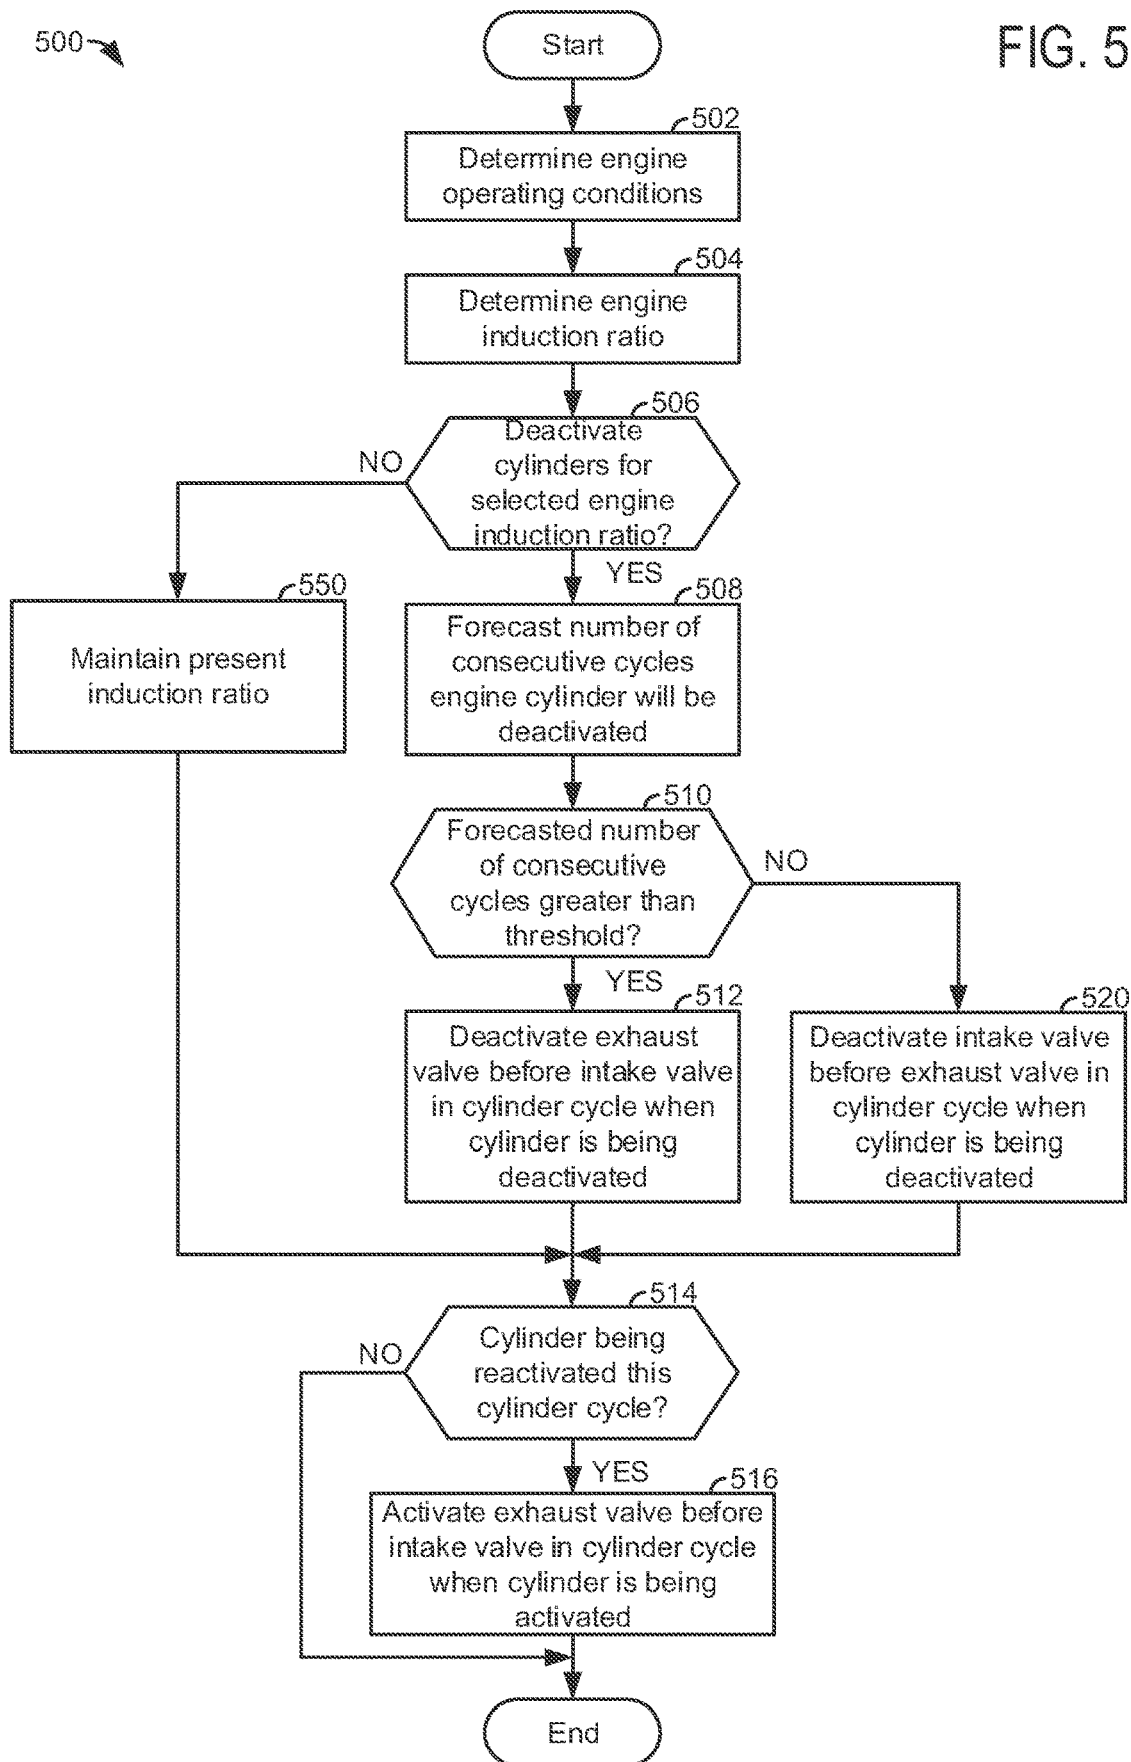 500
Start
FIG. 5
502
Determine engine
operating conditions
504
Determine engine
induction ratio
506
Deactivate
cylinders for
selected engine
induction ratio?
NO
YES
550
Maintain present
induction ratio
508
Forecast number of
consecutive cycles
engine cylinder will be
deactivated
510
Forecasted number
of consecutive
cycles greater than
threshold?
NO
YES
512
Deactivate exhaust
valve before intake valve
in cylinder cycle when
cylinder is being
deactivated
520
Deactivate intake valve
before exhaust valve in
cylinder cycle when
cylinder is being
deactivated
514
Cylinder being
reactivated this
cylinder cycle?
NO
YES
516
Activate exhaust valve before
intake valve in cylinder cycle
when cylinder is being
activated
End